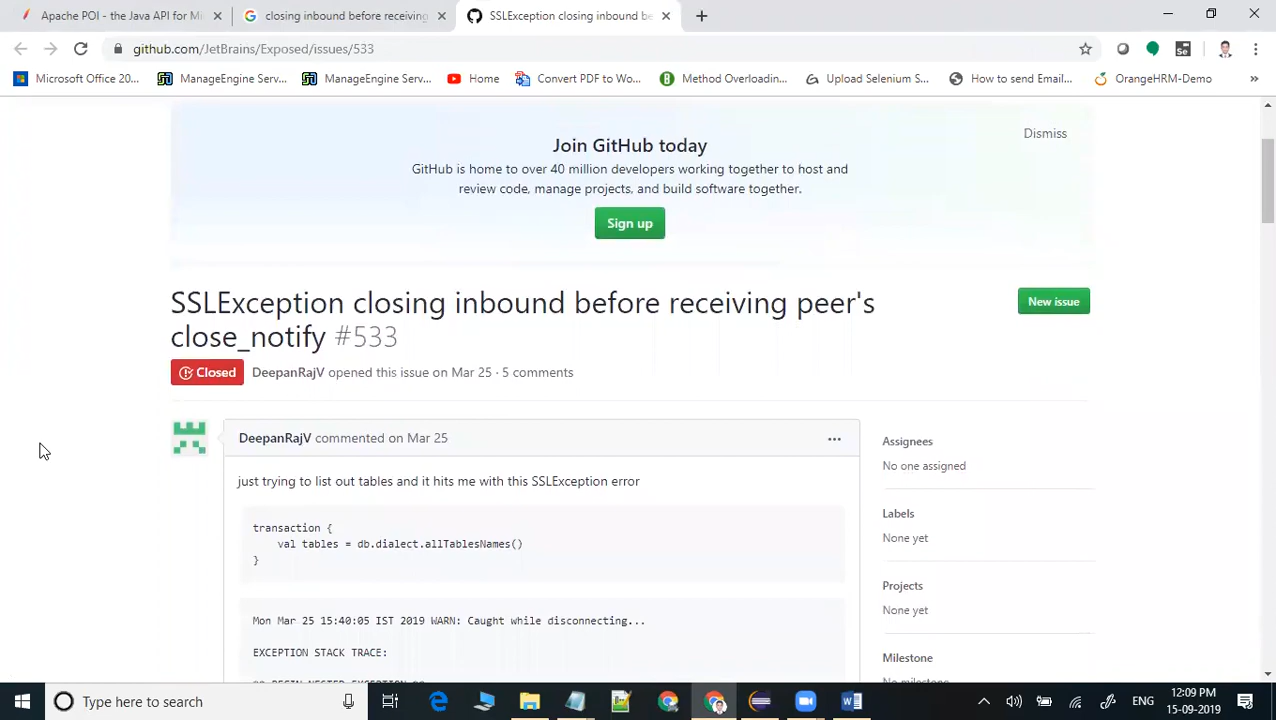 Apache POI - the Java API for Mi
closing inbound before receiving
SSLException closing inbound be
github.com/JetBrains/Exposed/issues/533
Microsoft Office 20...
ManageEngine Serv...
ManageEngine Serv...
Home
Convert PDF to Wo...
Method Overloadin...
Upload Selenium S...
How to send Email...
OrangeHRM-Demo
Join GitHub today
Dismiss
GitHub is home to over 40 million developers working together to host and
review code, manage projects, and build software together.
Sign up
SSLException closing inbound before receiving peer's
close_notify #533
New issue
Closed
DeepanRajV opened this issue on Mar 25 · 5 comments
DeepanRajV commented on Mar 25
just trying to list out tables and it hits me with this SSLException error
transaction {
val tables = db.dialect.allTablesNames()
}
Mon Mar 25 15:40:05 IST 2019 WARN: Caught while disconnecting...
EXCEPTION STACK TRACE:
Assignees
No one assigned
Labels
None yet
Projects
None yet
Milestone
No milestone
Type here to search
ENG
12:09 PM
15-09-2019